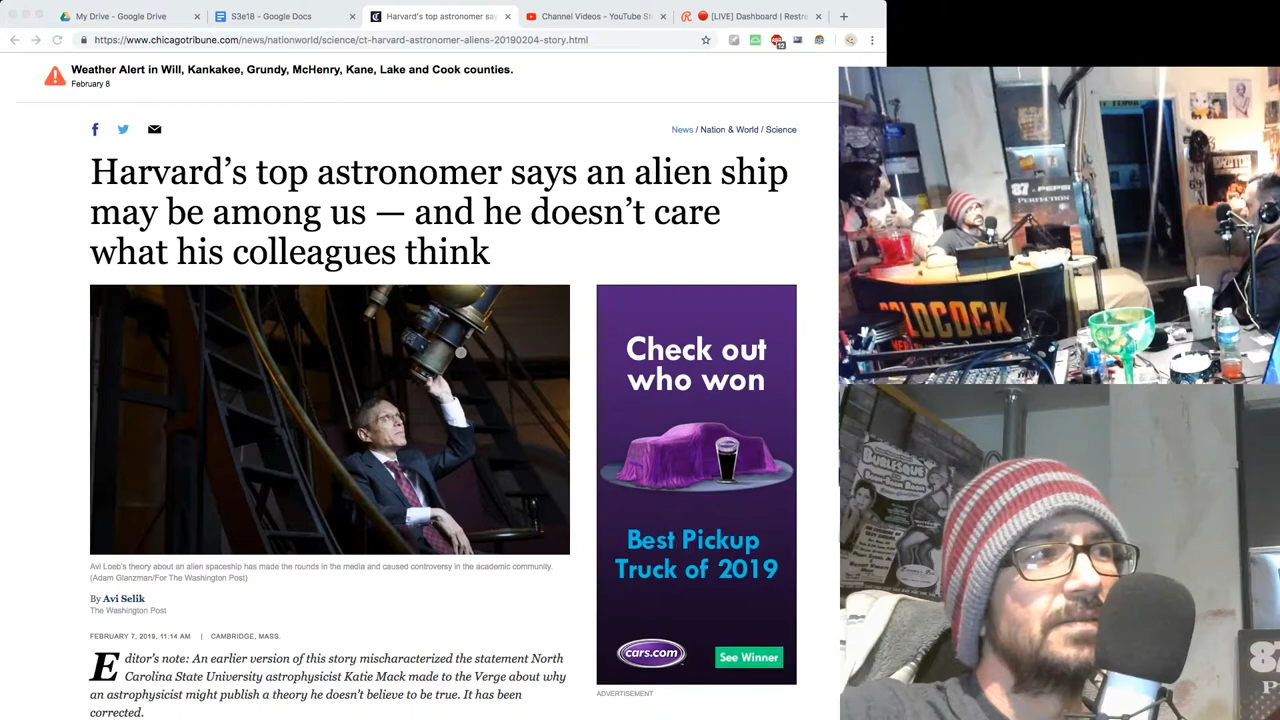 My Drive - Google Drive
S3e18 - Google Docs
Harvard's top astronomer say
Channel Videos - YouTube St
[LIVE] Dashboard | Restre
https://www.chicagotribune.com/news/nationworld/science/ct-harvard-astronomer-aliens-20190204-story.html
12
Weather Alert in Will, Kankakee, Grundy, McHenry, Kane, Lake and Cook counties.
February 8
News / Nation & World / Science
Harvard's top astronomer says an alien ship
may be among us — and he doesn't care
what his colleagues think
Check out
who won
Best Pickup
Truck of 2019
cars.com
See Winner
ADVERTISEMENT
Avi Loeb's theory about an alien spaceship has made the rounds in the media and caused controversy in the academic community.
(Adam Glanzman/For The Washington Post)
By Avi Selik
The Washington Post
FEBRUARY 7, 2019, 11:14 AM | CAMBRIDGE, MASS.
Editor's note: An earlier version of this story mischaracterized the statement North
Carolina State University astrophysicist Katie Mack made to the Verge about why
an astrophysicist might publish a theory he doesn't believe to be true. It has been
corrected.
FLOOR
87% PEPSI
PERFECTION
69
OLDCOCK
BURLESQUE